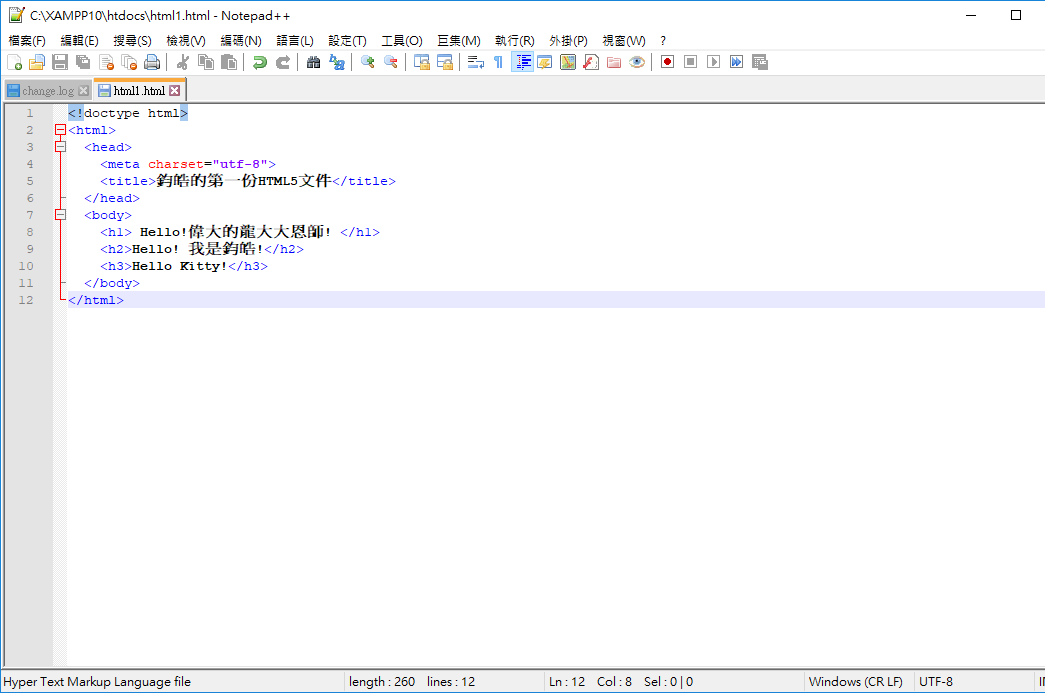 C:\XAMPP10\htdocs\html1.html - Notepad++
檔案(F) 編輯(E) 搜尋(S) 檢視(V) 編碼(N) 語言(L) 設定(T) 工具(O) 巨集(M) 執行(R) 外掛(P) 視窗(W) ?
change.log html1.html
1 <!doctype html>
2 <html>
3 <head>
4 <meta charset="utf-8">
5 <title>鈞皓的第一份HTML5文件</title>
6 </head>
7 <body>
8 <h1> Hello!偉大的龍大大恩師! </h1>
9 <h2>Hello! 我是鈞皓!</h2>
10 <h3>Hello Kitty!</h3>
11 </body>
12 </html>
Hyper Text Markup Language file length : 260 lines : 12 Ln : 12 Col : 8 Sel : 0 | 0 Windows (CR LF) UTF-8